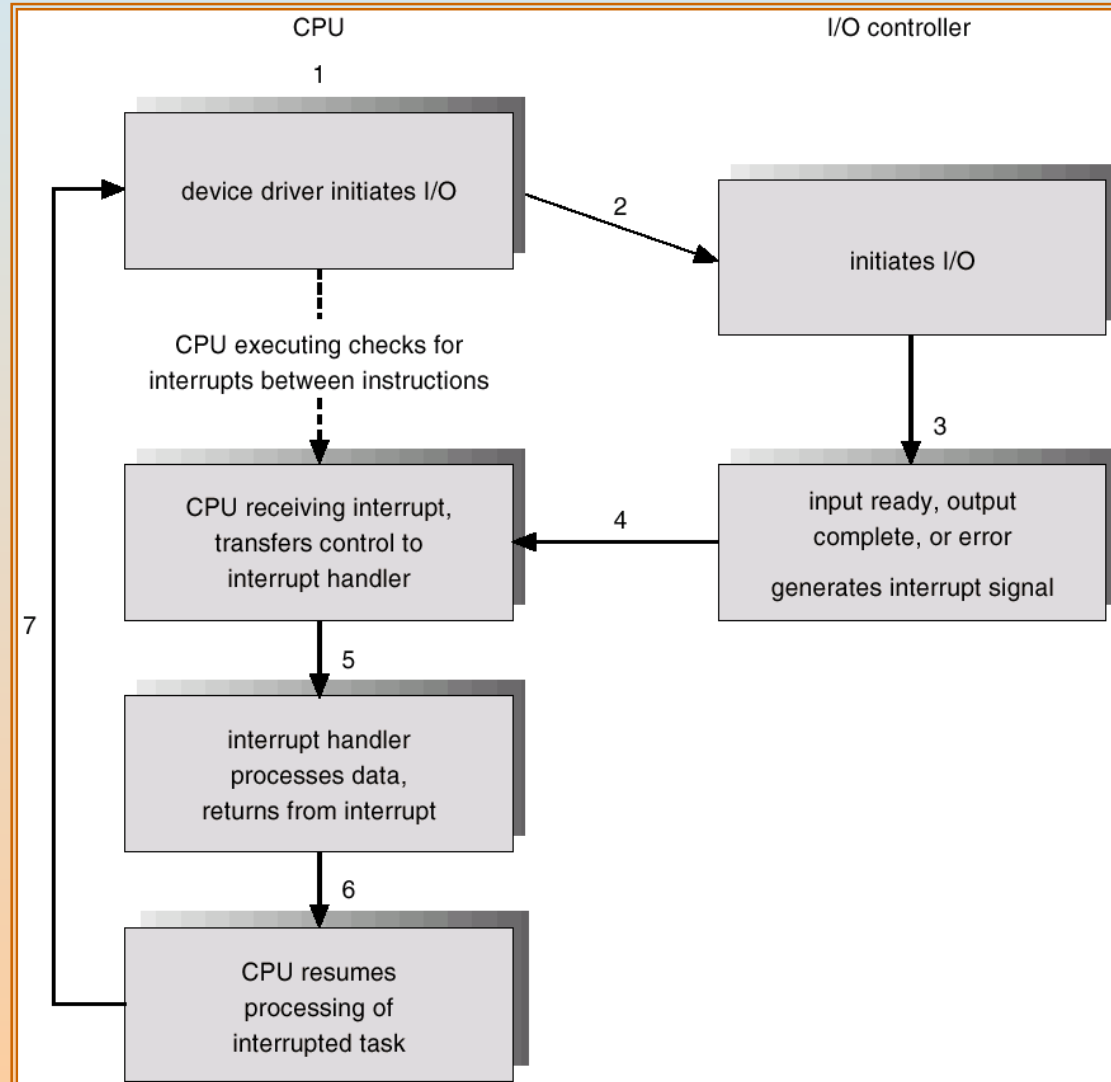 CPU
I/O controller
1
device driver initiates I/O
2
initiates I/O
CPU executing checks for
interrupts between instructions
3
CPU receiving interrupt,
transfers control to
interrupt handler
4
input ready, output
complete, or error
generates interrupt signal
7
5
interrupt handler
processes data,
returns from interrupt
6
CPU resumes
processing of
interrupted task